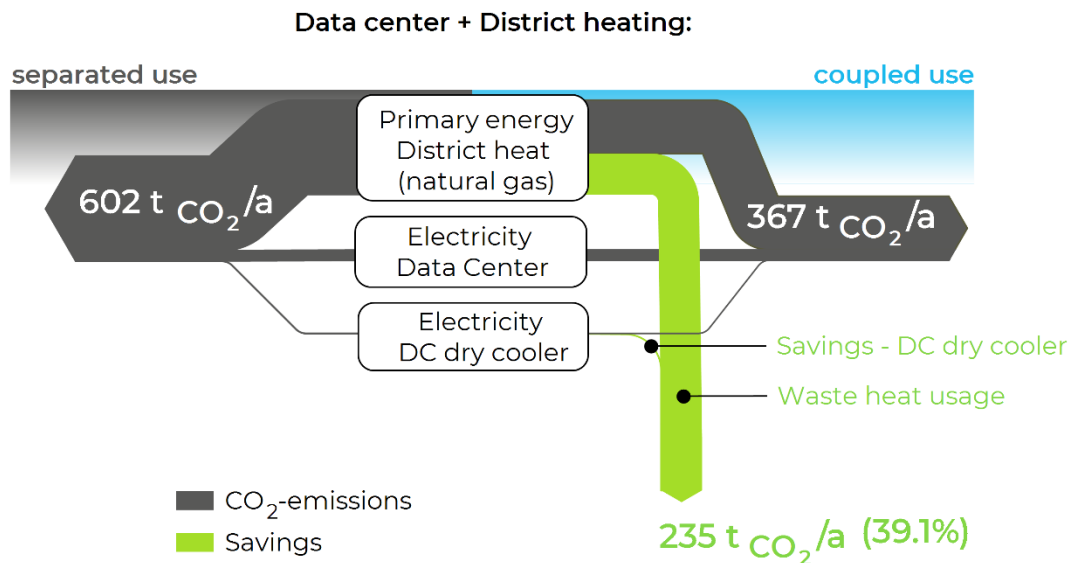 Data center + District heating:
separated use
coupled use
Primary energy
District heat
(natural gas)
602 t CO₂/a
367 t CO₂/a
Electricity
Data Center
Electricity
DC dry cooler
Savings - DC dry cooler
Waste heat usage
CO₂-emissions
Savings
235 t CO₂/a (39.1%)